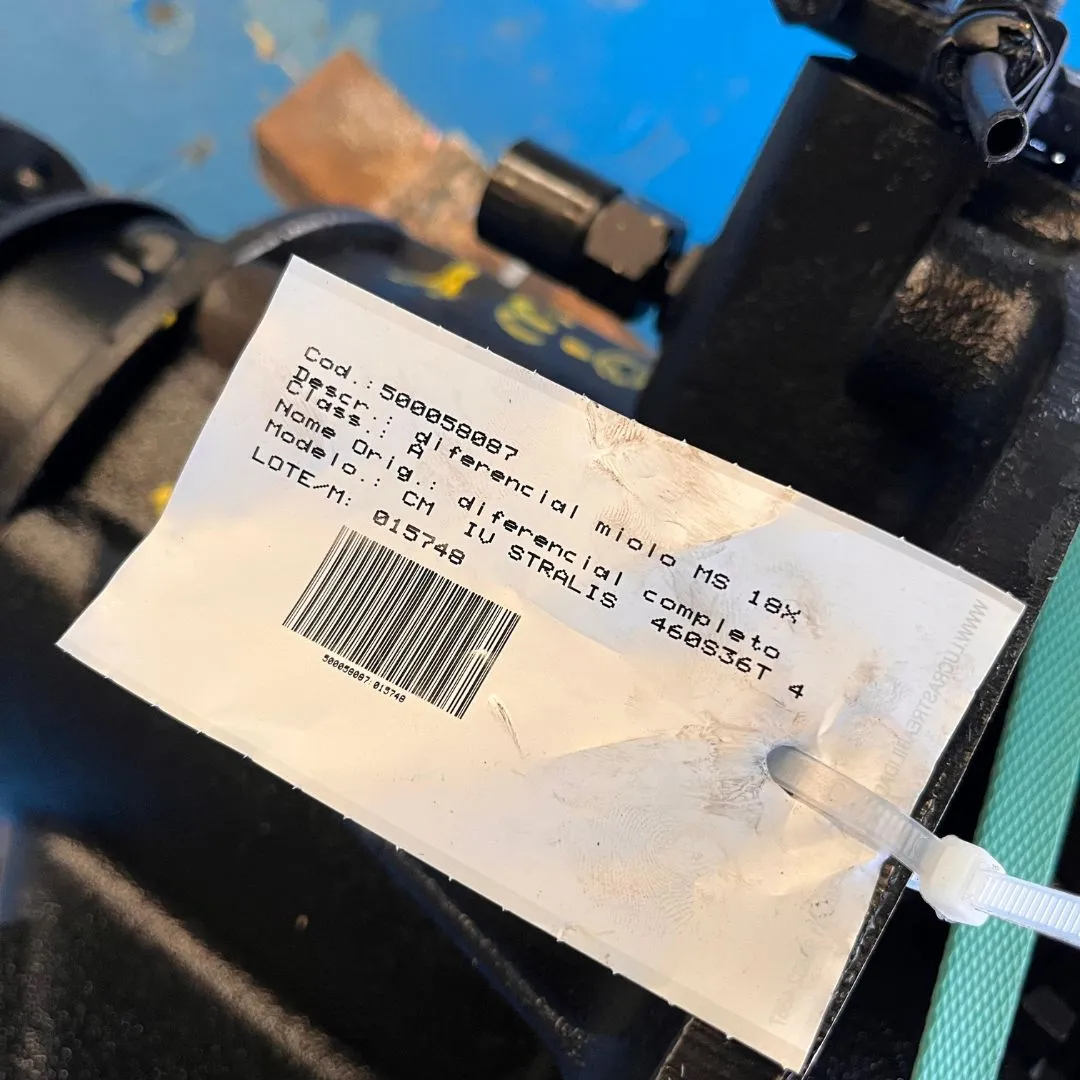 Cod.: 500058087
Descr.: diferencial miolo MS 18X
Class.: A
Nome Orig.: diferencial completo
Modelo.: CM IV STRALIS 460S36T 4
LOTE/M: 015748
500058087-015748